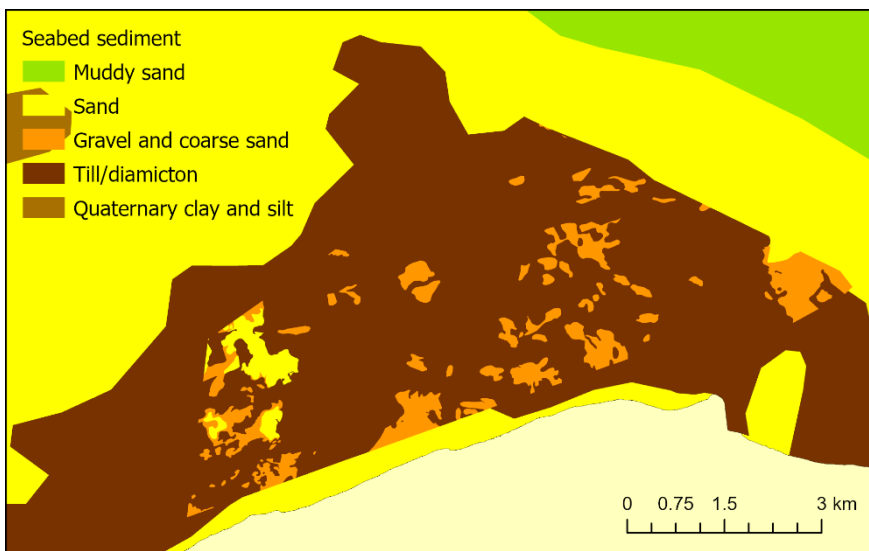 Seabed sediment
Muddy sand
Sand
Gravel and coarse sand
Till/diamicton
Quaternary clay and silt
0 0.75 1.5 3 km